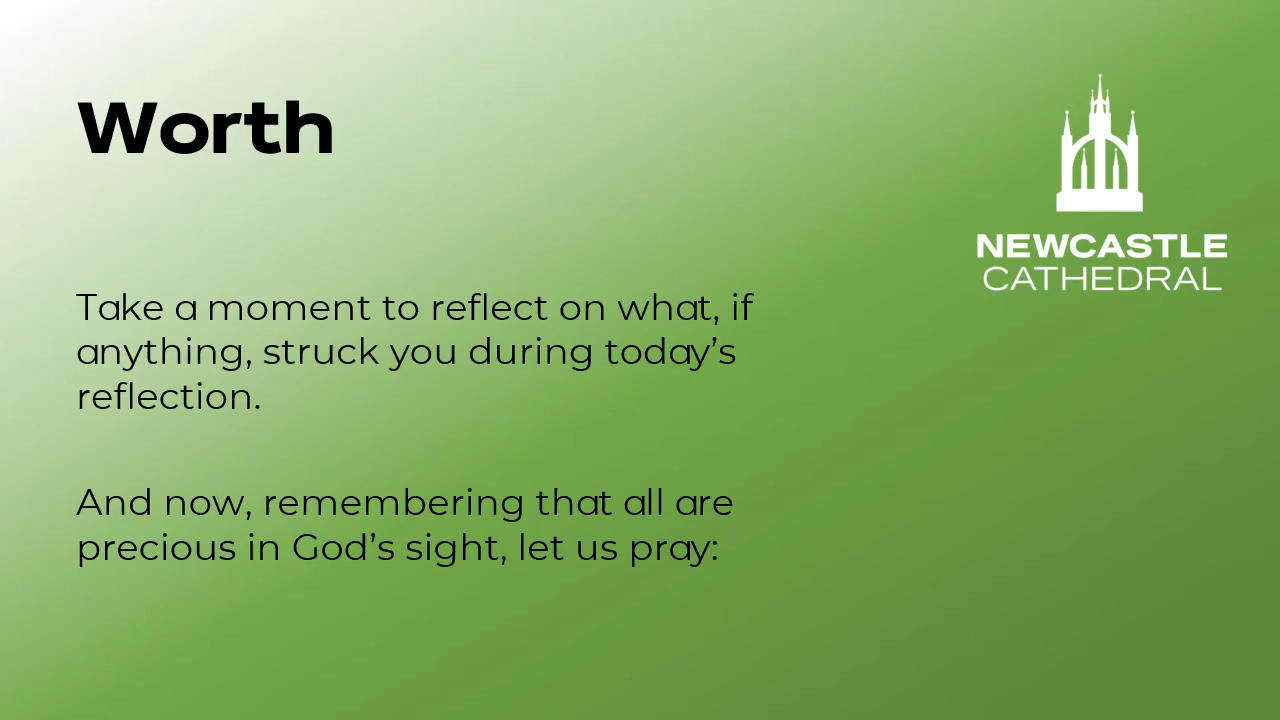 Worth
NEWCASTLE
CATHEDRAL
Take a moment to reflect on what, if
anything, struck you during today’s
reflection.
And now, remembering that all are
precious in God’s sight, let us pray: